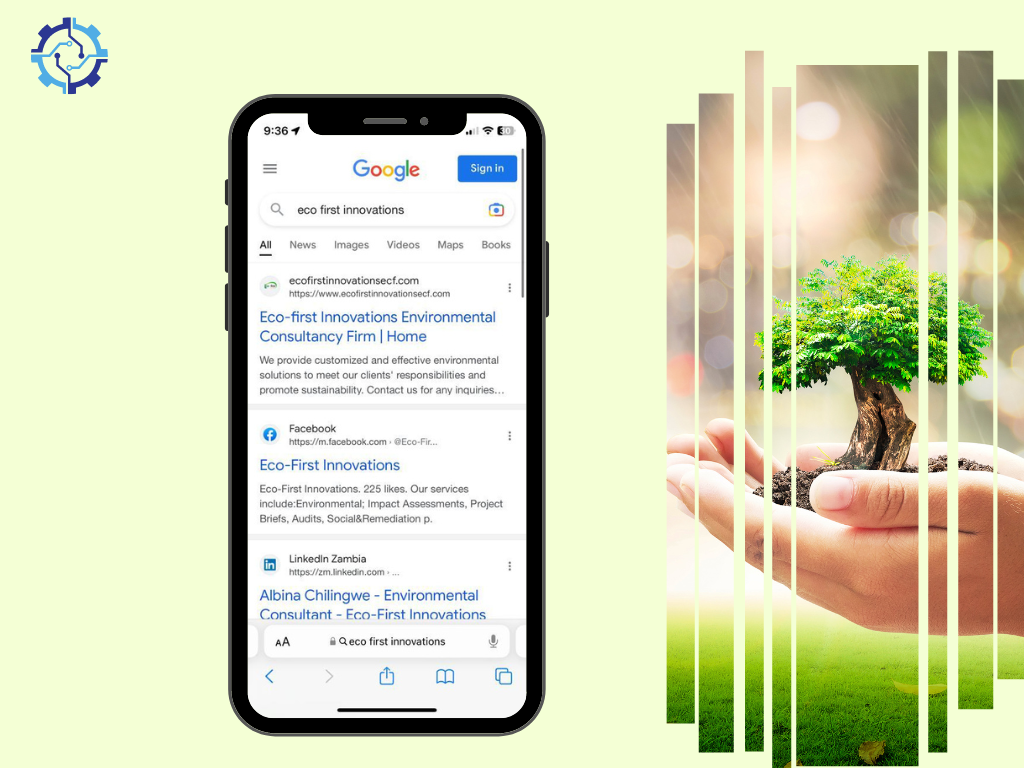 9:36
30
Google
Sign in
eco first innovations
All News Images Videos Maps Books
ecofirstinnovationsecf.com
https://www.ecofirstinnovationsecf.com
Eco-first Innovations Environmental
Consultancy Firm | Home
We provide customized and effective environmental
solutions to meet our clients' responsibilities and
promote sustainability. Contact us for any inquiries...
Facebook
https://m.facebook.com › @Eco-Fir...
Eco-First Innovations
Eco-First Innovations. 225 likes. Our services
include:Environmental; Impact Assessments, Project
Briefs, Audits, Social&Remediation p.
LinkedIn Zambia
https://zm.linkedin.com › ...
Albina Chilingwe - Environmental
Consultant - Eco-First Innovations
AA eco first innovations